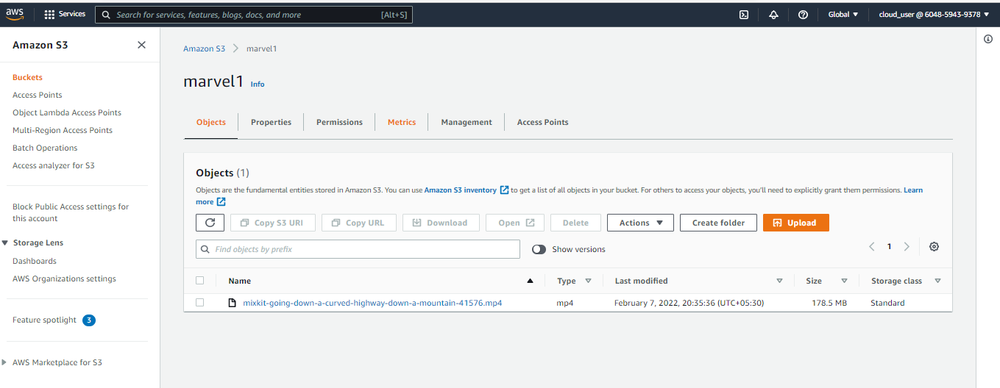 aws Services Search for services, features, blogs, docs, and more [Alt+S] Global cloud_user @ 6048-5943-9378
Amazon S3
Buckets
Access Points
Object Lambda Access Points
Multi-Region Access Points
Batch Operations
Access analyzer for S3
Block Public Access settings for
this account
Storage Lens
Dashboards
AWS Organizations settings
Feature spotlight 3
AWS Marketplace for S3
Amazon S3 marvel1
marvel1 Info
Objects Properties Permissions Metrics Management Access Points
Objects (1)
Objects are the fundamental entities stored in Amazon S3. You can use Amazon S3 inventory to get a list of all objects in your bucket. For others to access your objects, you'll need to explicitly grant them permissions. Learn
more
Copy S3 URI Copy URL Download Open Delete Actions Create folder Upload
Find objects by prefix Show versions 1
Name Type Last modified Size Storage class
mixkit-going-down-a-curved-highway-down-a-mountain-41576.mp4 mp4 February 7, 2022, 20:35:36 (UTC+05:30) 178.5 MB Standard